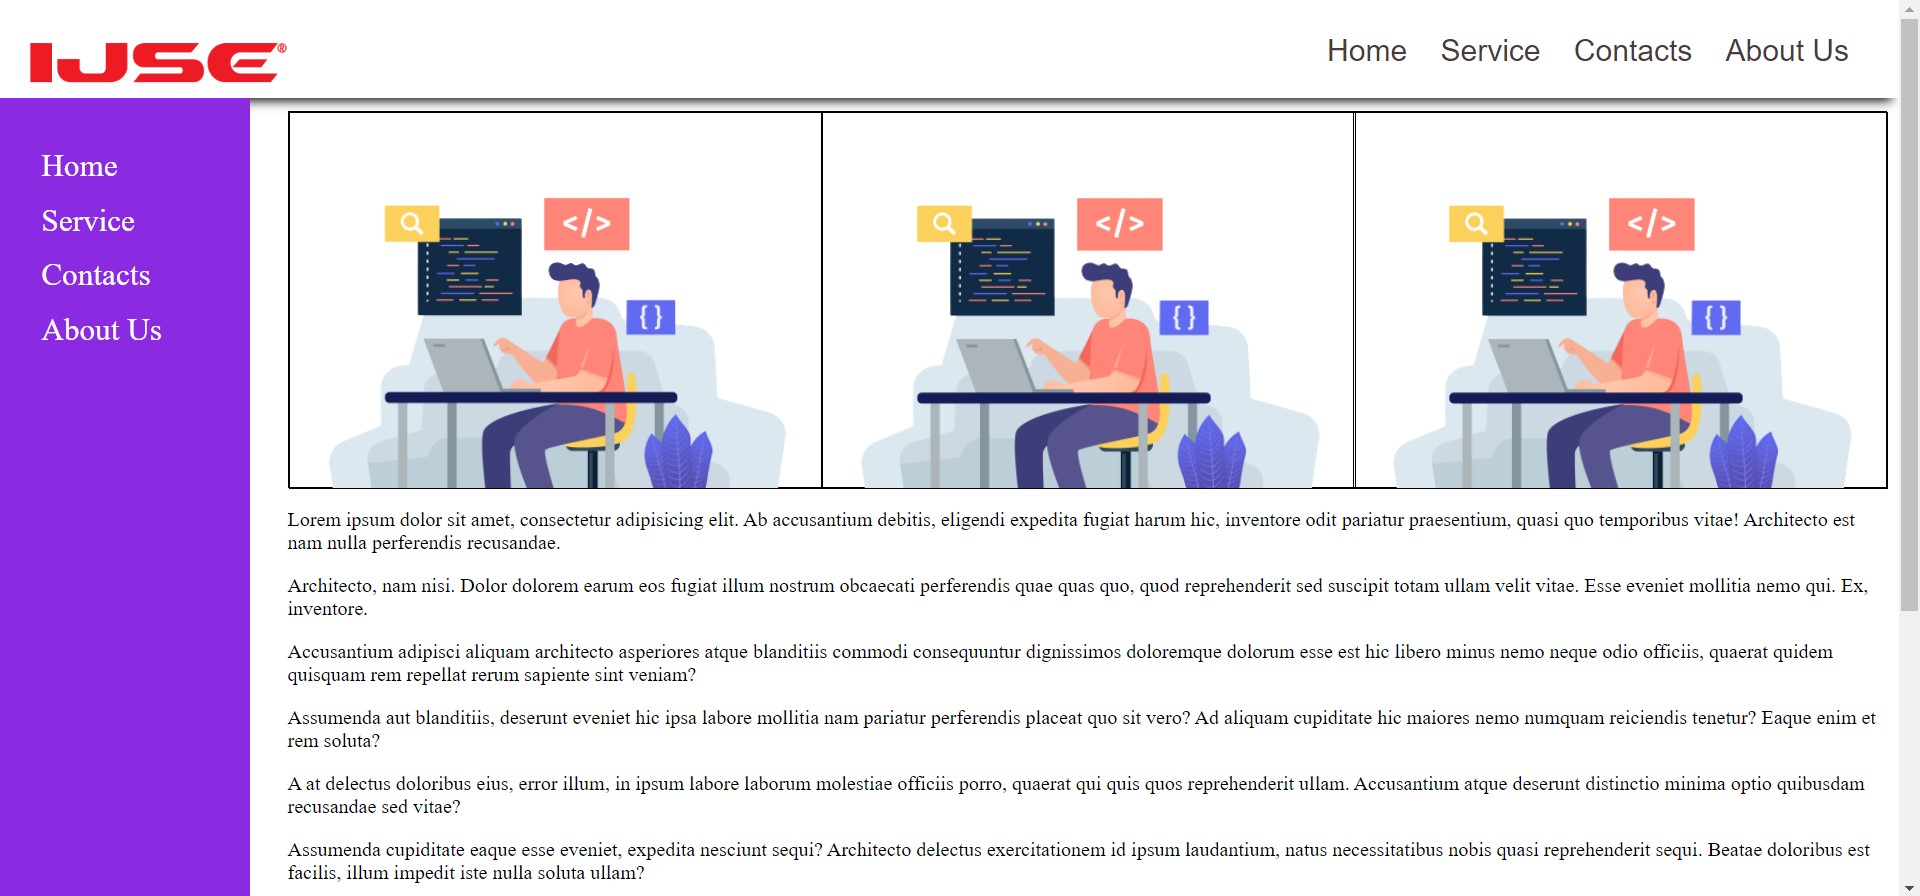 IJSE®
Home Service Contacts About Us
Home
Service
Contacts
About Us
</> </> </>
{ } { } { }
Lorem ipsum dolor sit amet, consectetur adipisicing elit. Ab accusantium debitis, eligendi expedita fugiat harum hic, inventore odit pariatur praesentium, quasi quo temporibus vitae! Architecto est
nam nulla perferendis recusandae.
Architecto, nam nisi. Dolor dolorem earum eos fugiat illum nostrum obcaecati perferendis quae quas quo, quod reprehenderit sed suscipit totam ullam velit vitae. Esse eveniet mollitia nemo qui. Ex,
inventore.
Accusantium adipisci aliquam architecto asperiores atque blanditiis commodi consequuntur dignissimos doloremque dolorum esse est hic libero minus nemo neque odio officiis, quaerat quidem
quisquam rem repellat rerum sapiente sint veniam?
Assumenda aut blanditiis, deserunt eveniet hic ipsa labore mollitia nam pariatur perferendis placeat quo sit vero? Ad aliquam cupiditate hic maiores nemo numquam reiciendis tenetur? Eaque enim et
rem soluta?
A at delectus doloribus eius, error illum, in ipsum labore laborum molestiae officiis porro, quaerat qui quis quos reprehenderit ullam. Accusantium atque deserunt distinctio minima optio quibusdam
recusandae sed vitae?
Assumenda cupiditate eaque esse eveniet, expedita nesciunt sequi? Architecto delectus exercitationem id ipsum laudantium, natus necessitatibus nobis quasi reprehenderit sequi. Beatae doloribus est
facilis, illum impedit iste nulla soluta ullam?